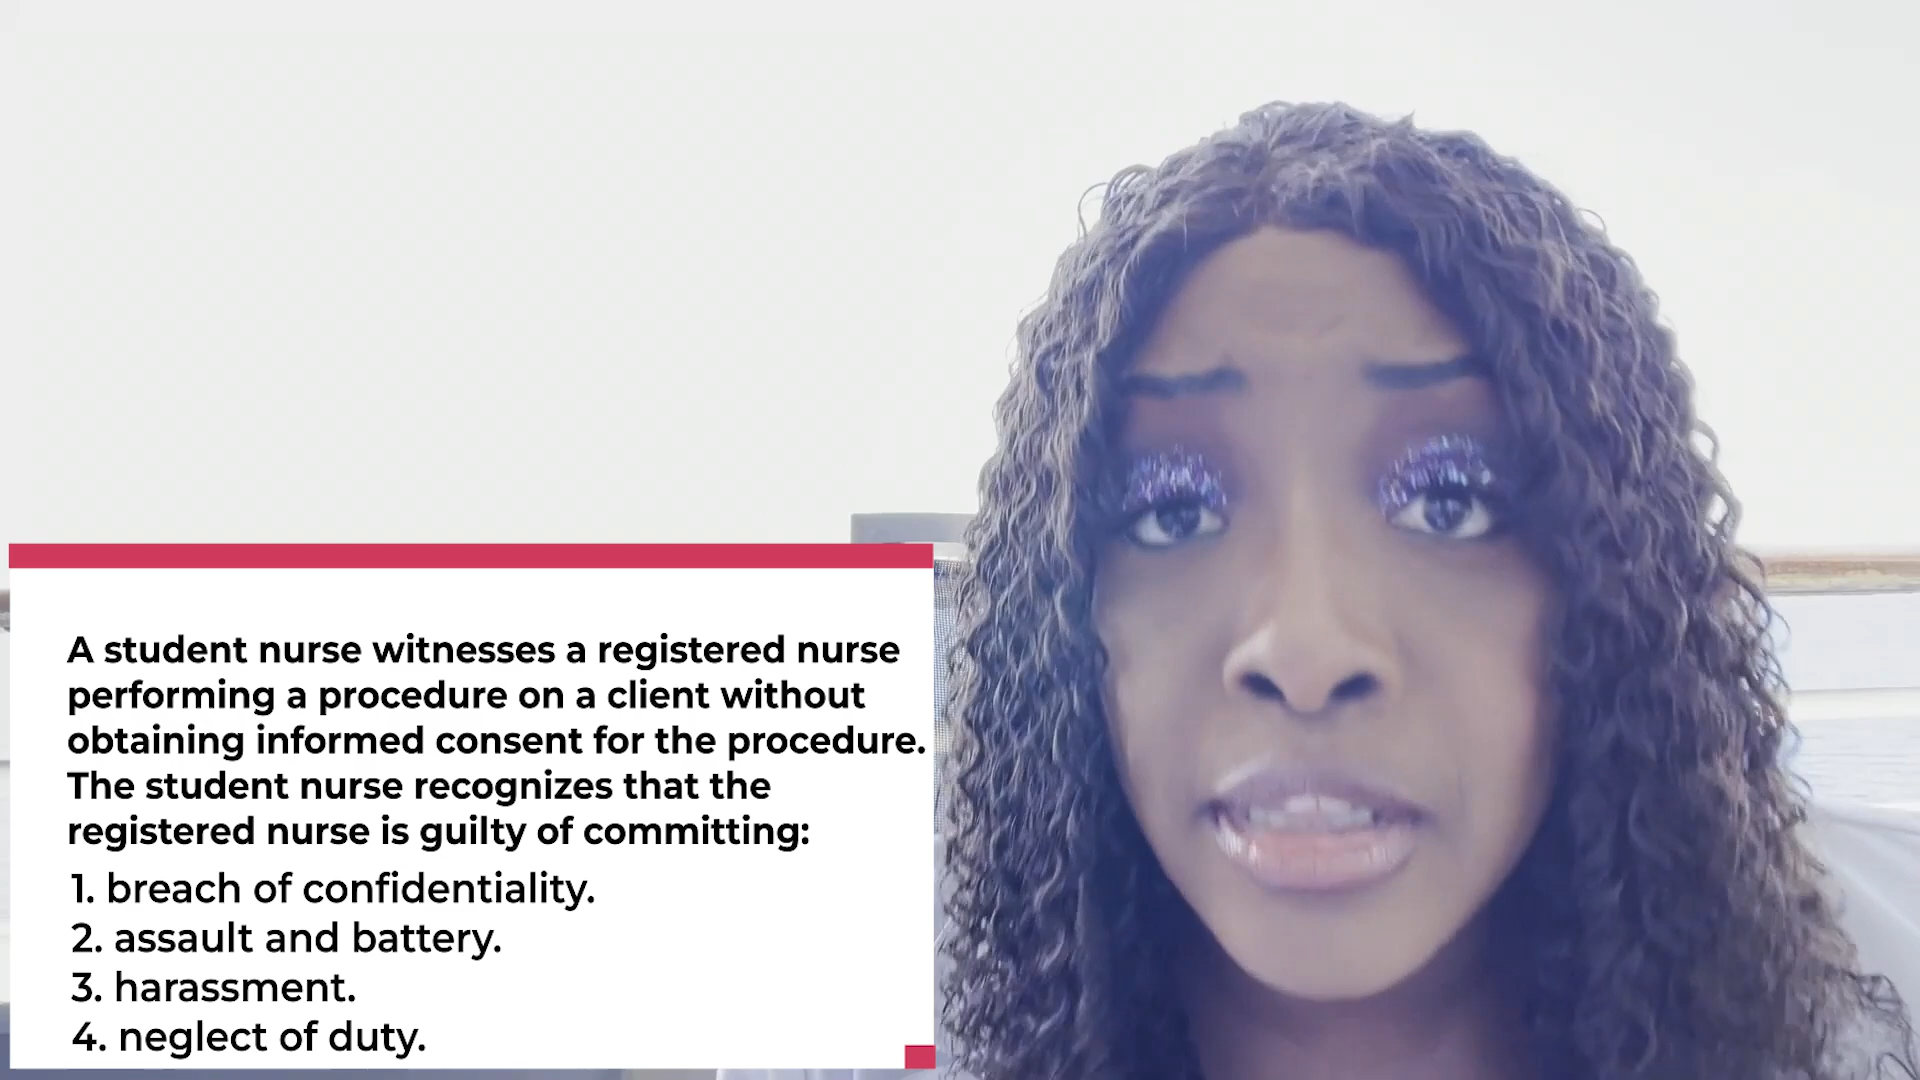 A student nurse witnesses a registered nurse
performing a procedure on a client without
obtaining informed consent for the procedure.
The student nurse recognizes that the
registered nurse is guilty of committing:
1. breach of confidentiality.
2. assault and battery.
3. harassment.
4. neglect of duty.